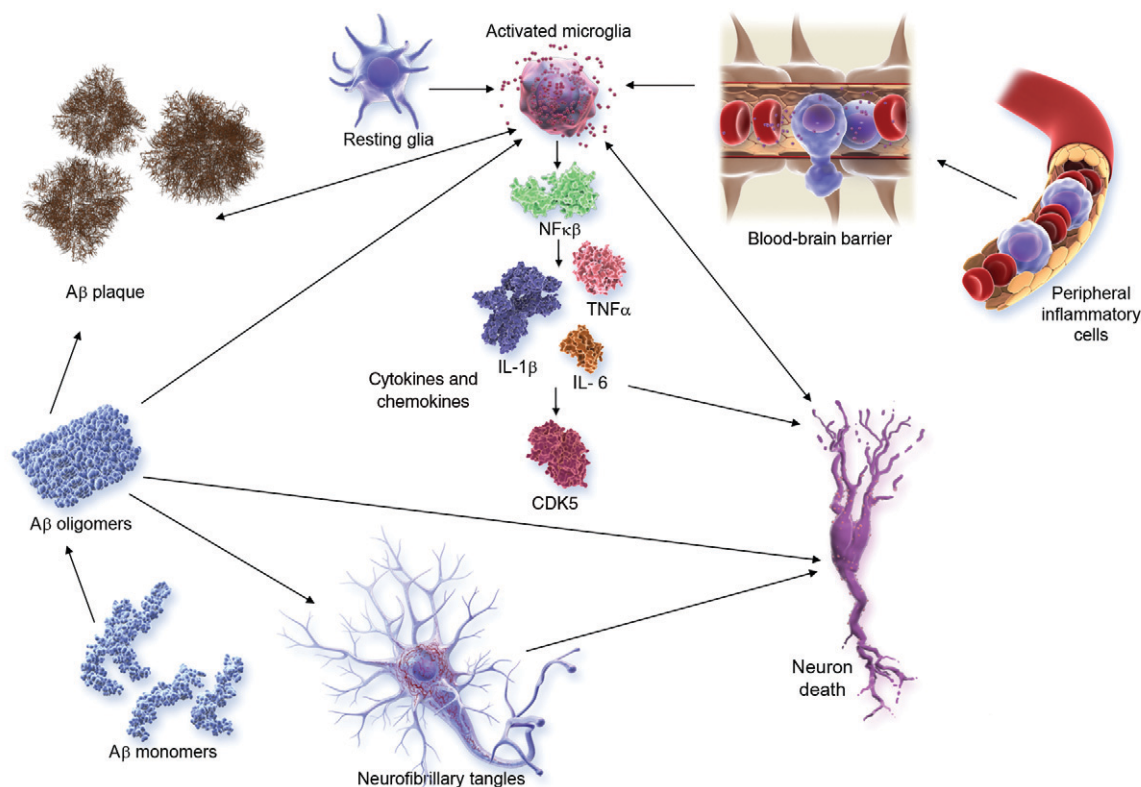 Activated microglia
Resting glia
NFκβ
Blood-brain barrier
Aβ plaque
TNFα
Peripheral
inflammatory
cells
IL-1β
IL- 6
Cytokines and
chemokines
CDK5
Aβ oligomers
Neuron
death
Aβ monomers
Neurofibrillary tangles